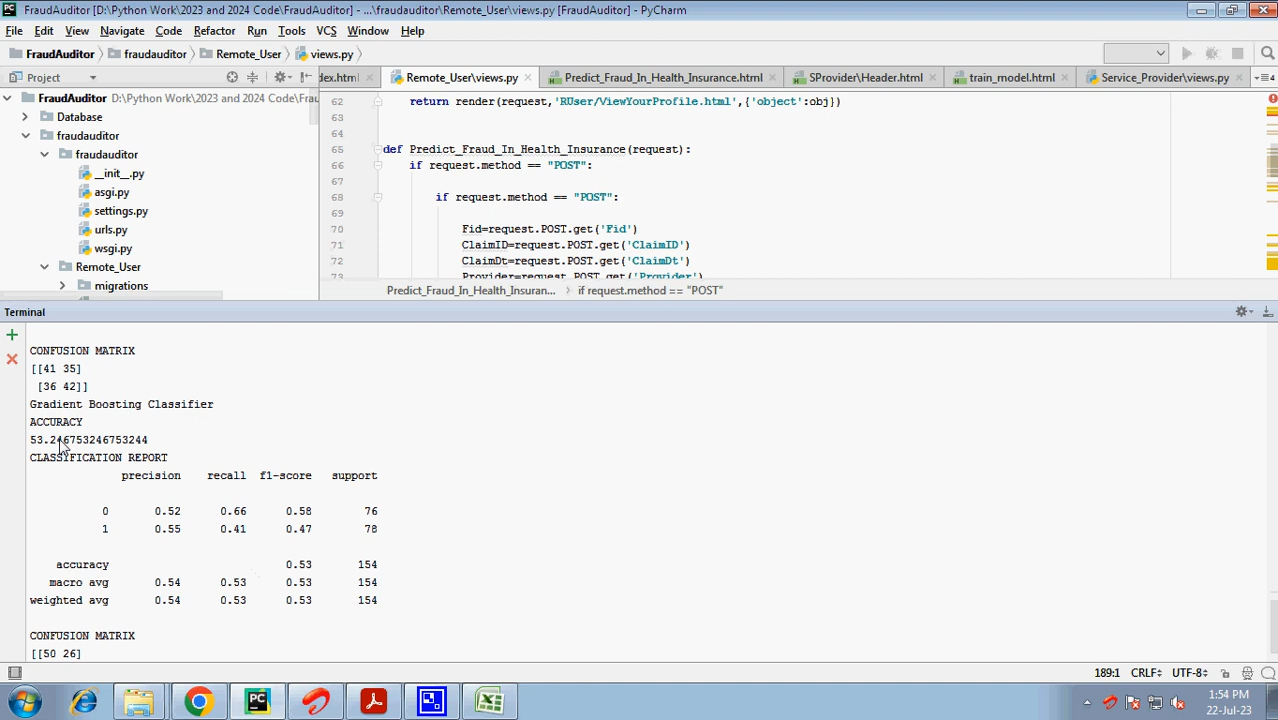 FraudAuditor [D:\Python Work\2023 and 2024 Code\FraudAuditor] - ...\fraudauditor\Remote_User\views.py [FraudAuditor] - PyCharm
File Edit View Navigate Code Refactor Run Tools VCS Window Help
FraudAuditor fraudauditor Remote_User views.py
Project
dex.html Remote_User\views.py Predict_Fraud_In_Health_Insurance.html SProvider\Header.html train_model.html Service_Provider\views.py 4
FraudAuditor D:\Python Work\2023 and 2024 Code\Frau
Database
fraudauditor
fraudauditor
__init__.py
asgi.py
settings.py
urls.py
wsgi.py
Remote_User
migrations
62 return render(request,'RUser/ViewYourProfile.html',{'object':obj})
63
64
65 def Predict_Fraud_In_Health_Insurance(request):
66 if request.method == "POST":
67
68 if request.method == "POST":
69
70 Fid=request.POST.get('Fid')
71 ClaimID=request.POST.get('ClaimID')
72 ClaimDt=request.POST.get('ClaimDt')
73 Provider=request.POST.get('Provider')
Predict_Fraud_In_Health_Insuran... if request.method == "POST"
Terminal
CONFUSION MATRIX
[[41 35]
[36 42]]
Gradient Boosting Classifier
ACCURACY
53.246753246753244
CLASSIFICATION REPORT
precision recall f1-score support
0 0.52 0.66 0.58 76
1 0.55 0.41 0.47 78
accuracy 0.53 154
macro avg 0.54 0.53 0.53 154
weighted avg 0.54 0.53 0.53 154
CONFUSION MATRIX
[[50 26]
189:1 CRLF UTF-8
1:54 PM
22-Jul-23